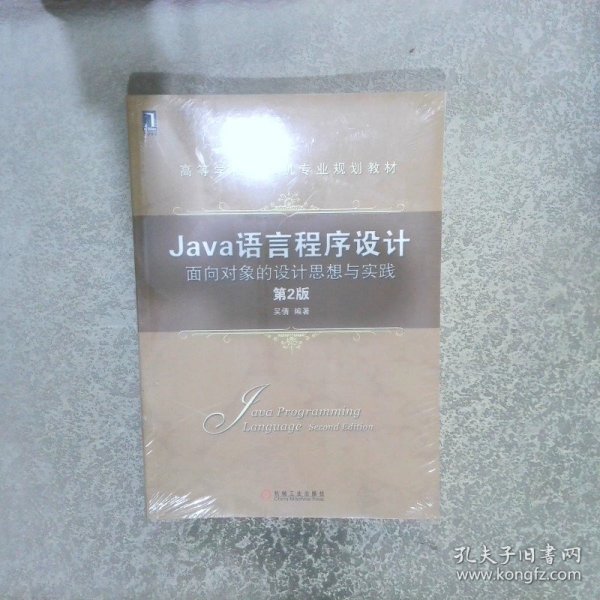 高等学校计算机专业规划教材
Java语言程序设计
面向对象的设计思想与实践
第2版
吴倩 编著
Java Programming
Language Second Edition
机械工业出版社
China Machine Press
孔夫子旧书网
www.kongfz.com